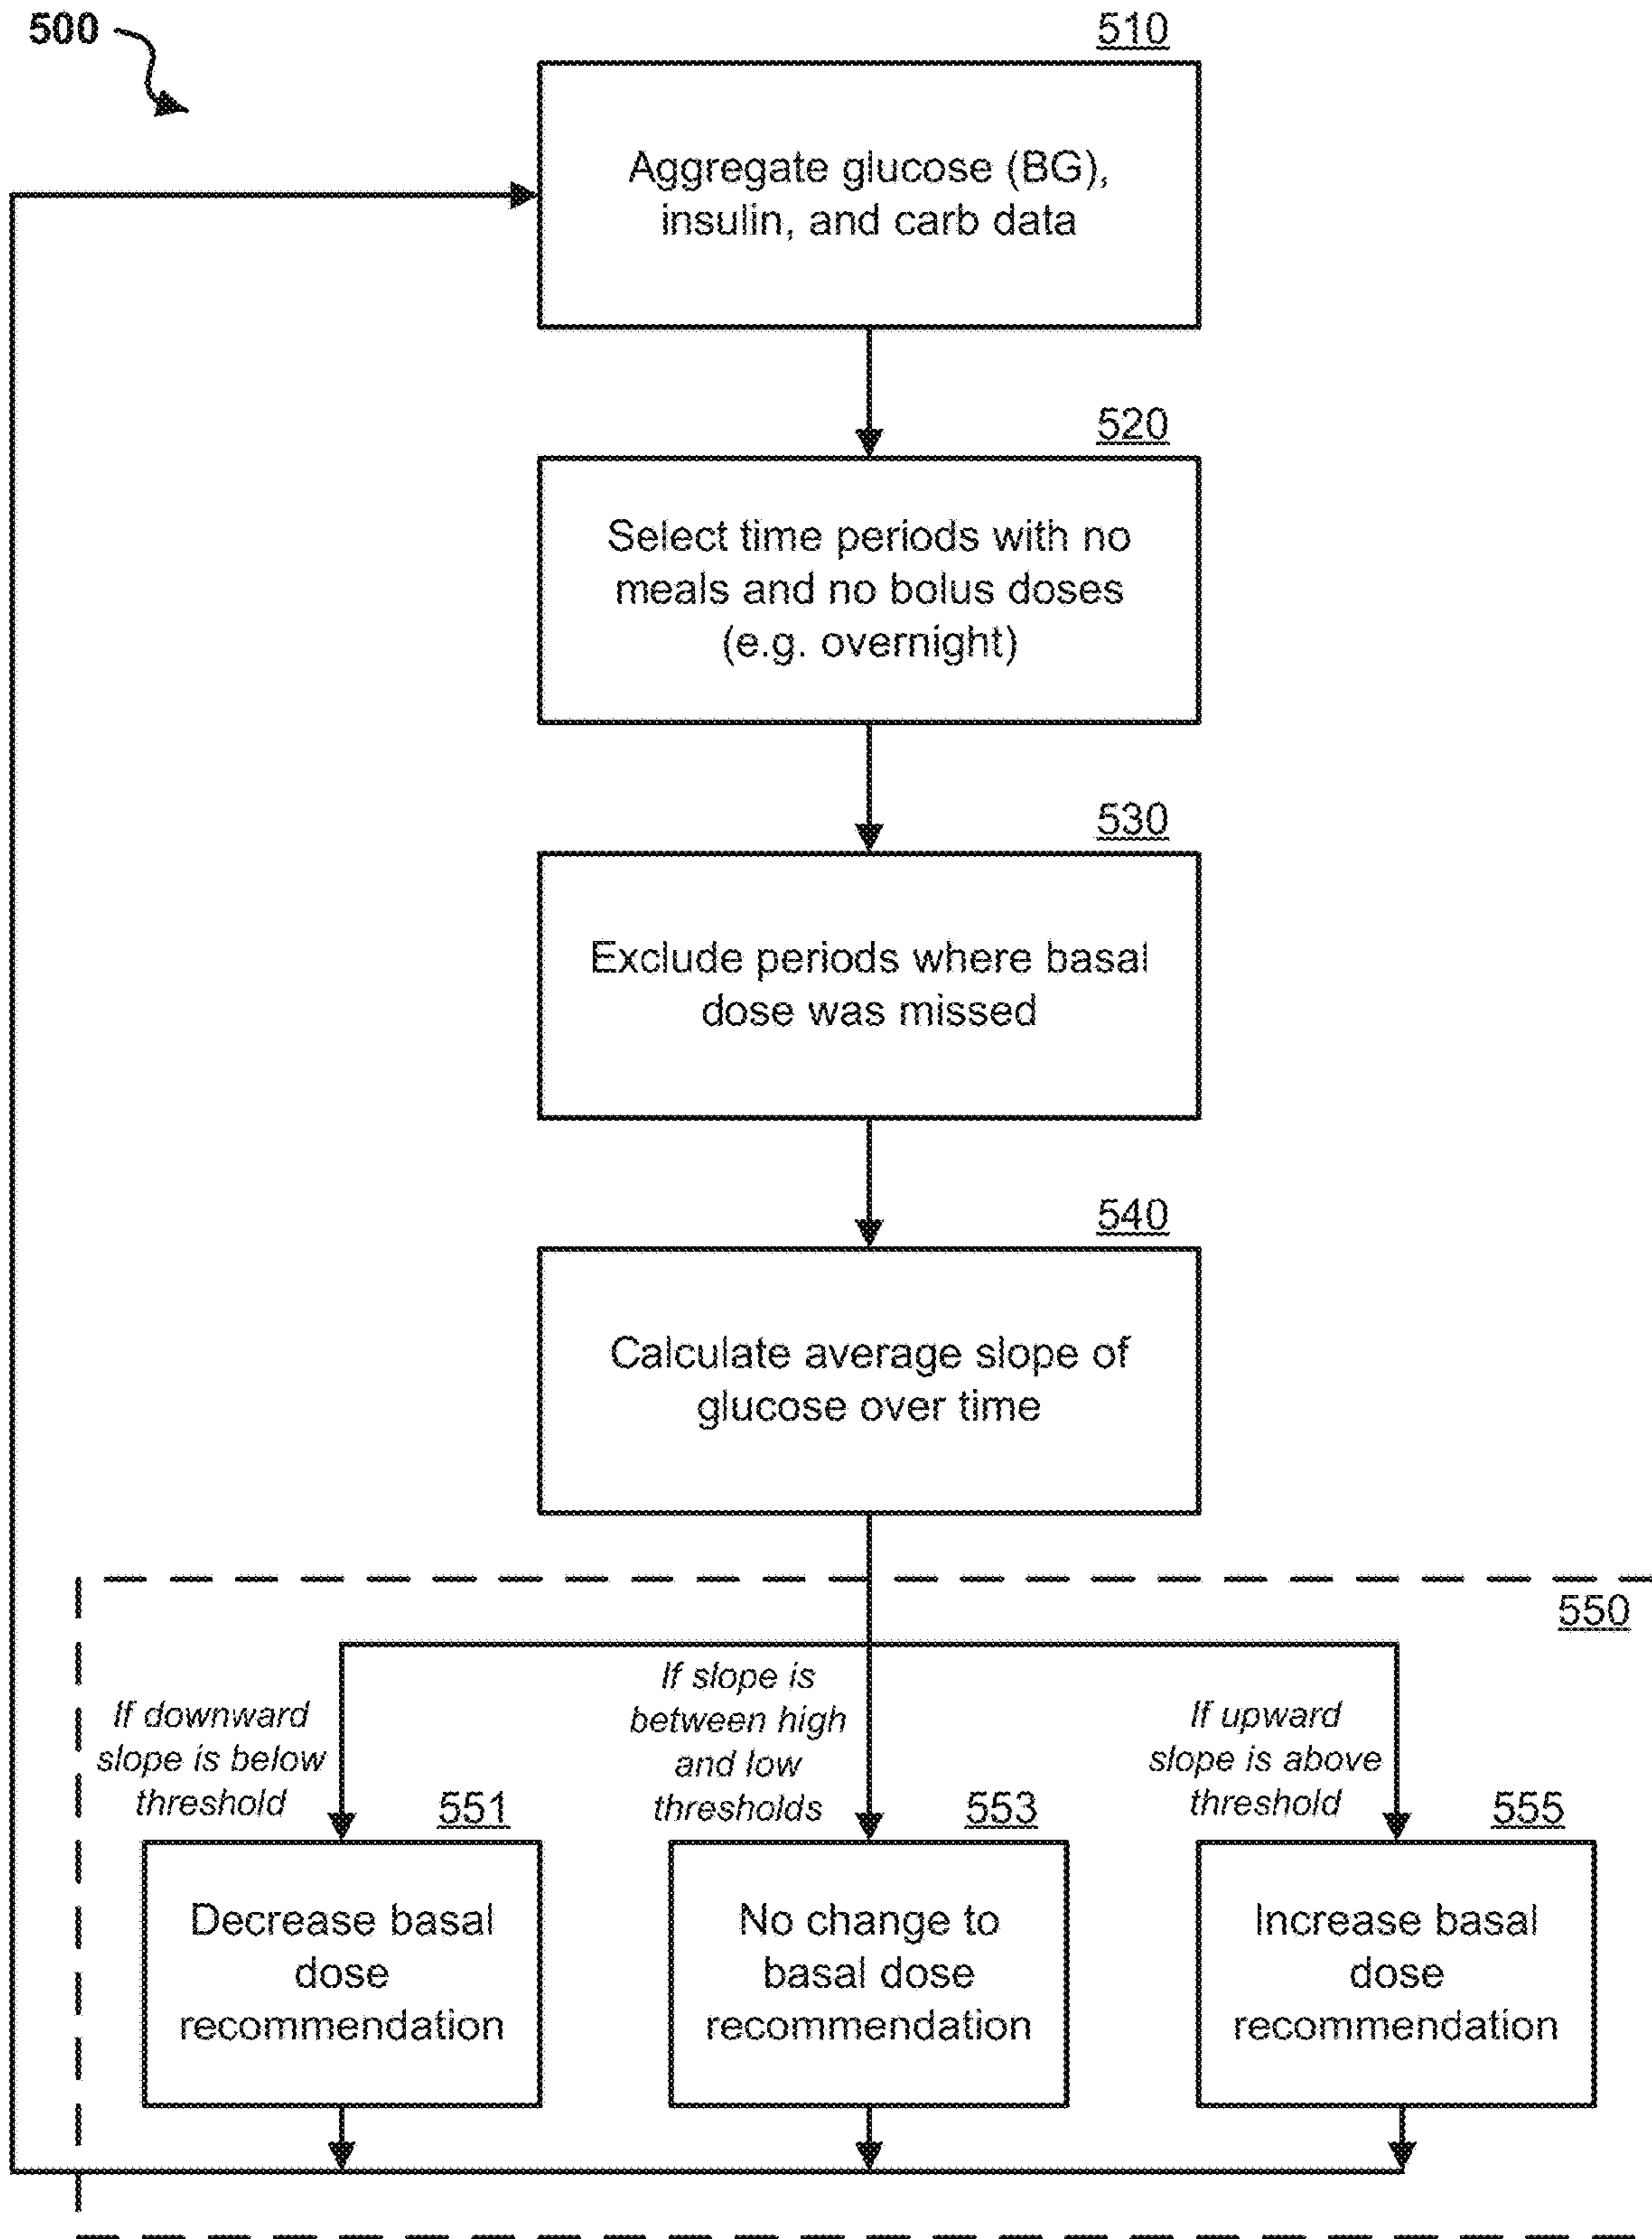 500
510
Aggregate glucose (BG),
insulin, and carb data
520
Select time periods with no
meals and no bolus doses
(e.g. overnight)
530
Exclude periods where basal
dose was missed
540
Calculate average slope of
glucose over time
550
If downward
slope is below
threshold
551
Decrease basal
dose
recommendation
If slope is
between high
and low
thresholds
553
No change to
basal dose
recommendation
If upward
slope is above
threshold
555
Increase basal
dose
recommendation